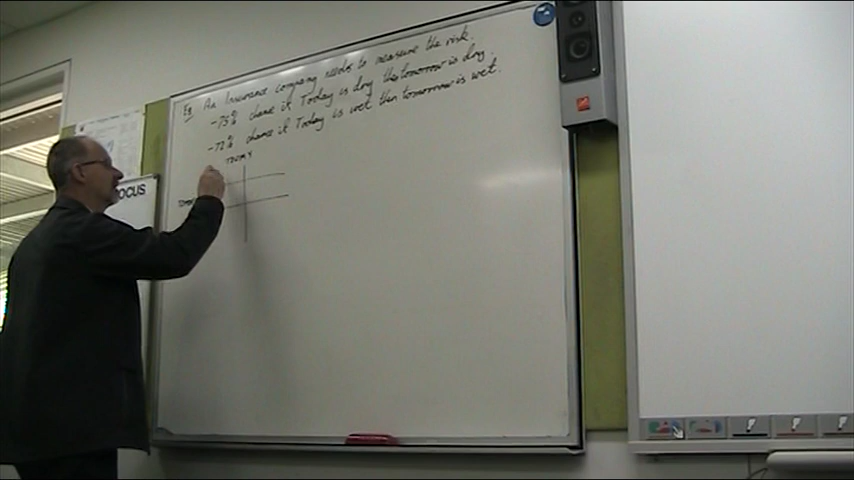 Eg An Insurance company needs to measure the risk.
-75% chance if Today is dry then tomorrow is dry.
-72% chance if Today is wet then tomorrow is wet.
TODAY
OCUS